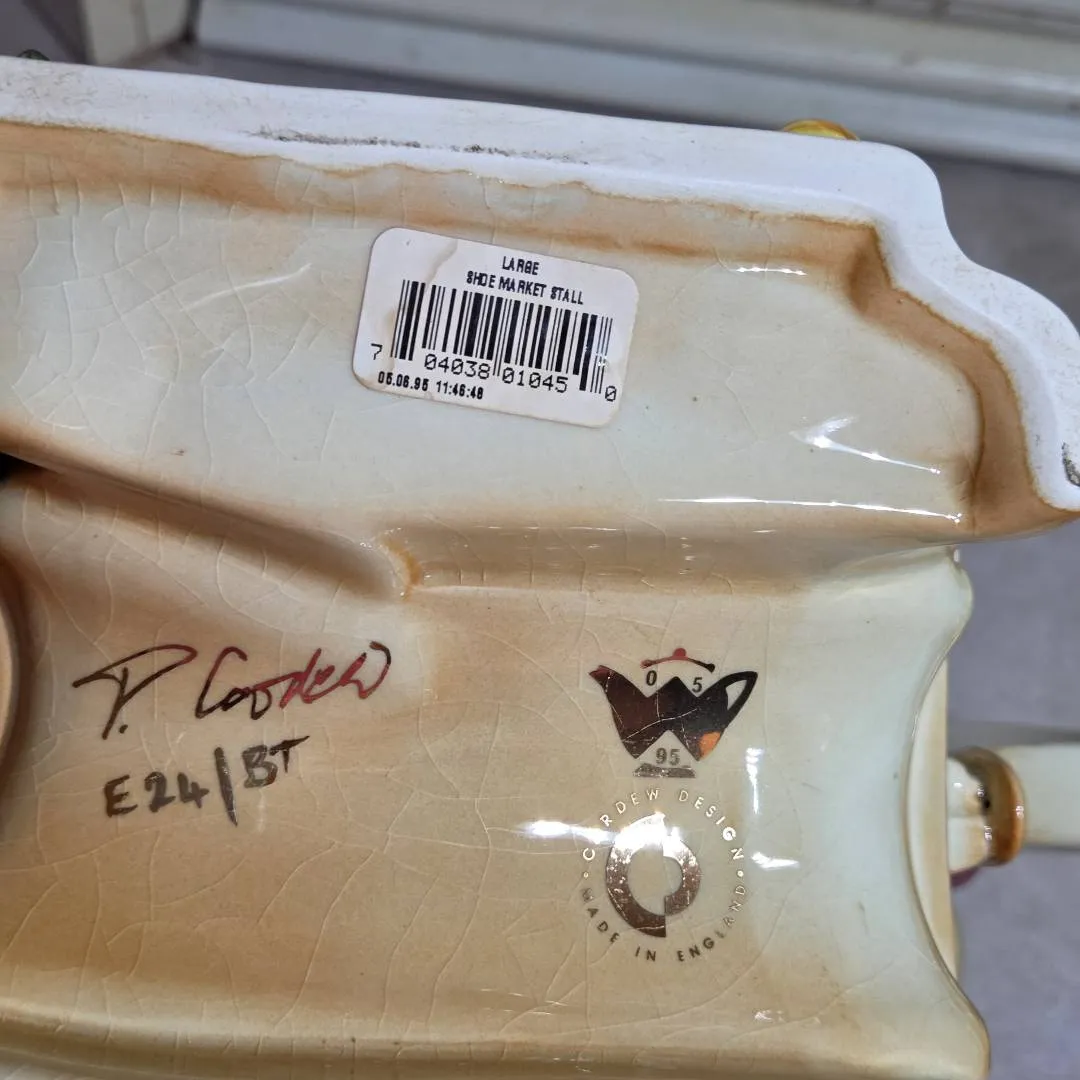 LARGE
SHOE MARKET STALL
7 04038 01045 0
05.06.95 11:46:48
P. Cardew
E24/BT
0 5
95
CARDEW DESIGN
MADE IN ENGLAND